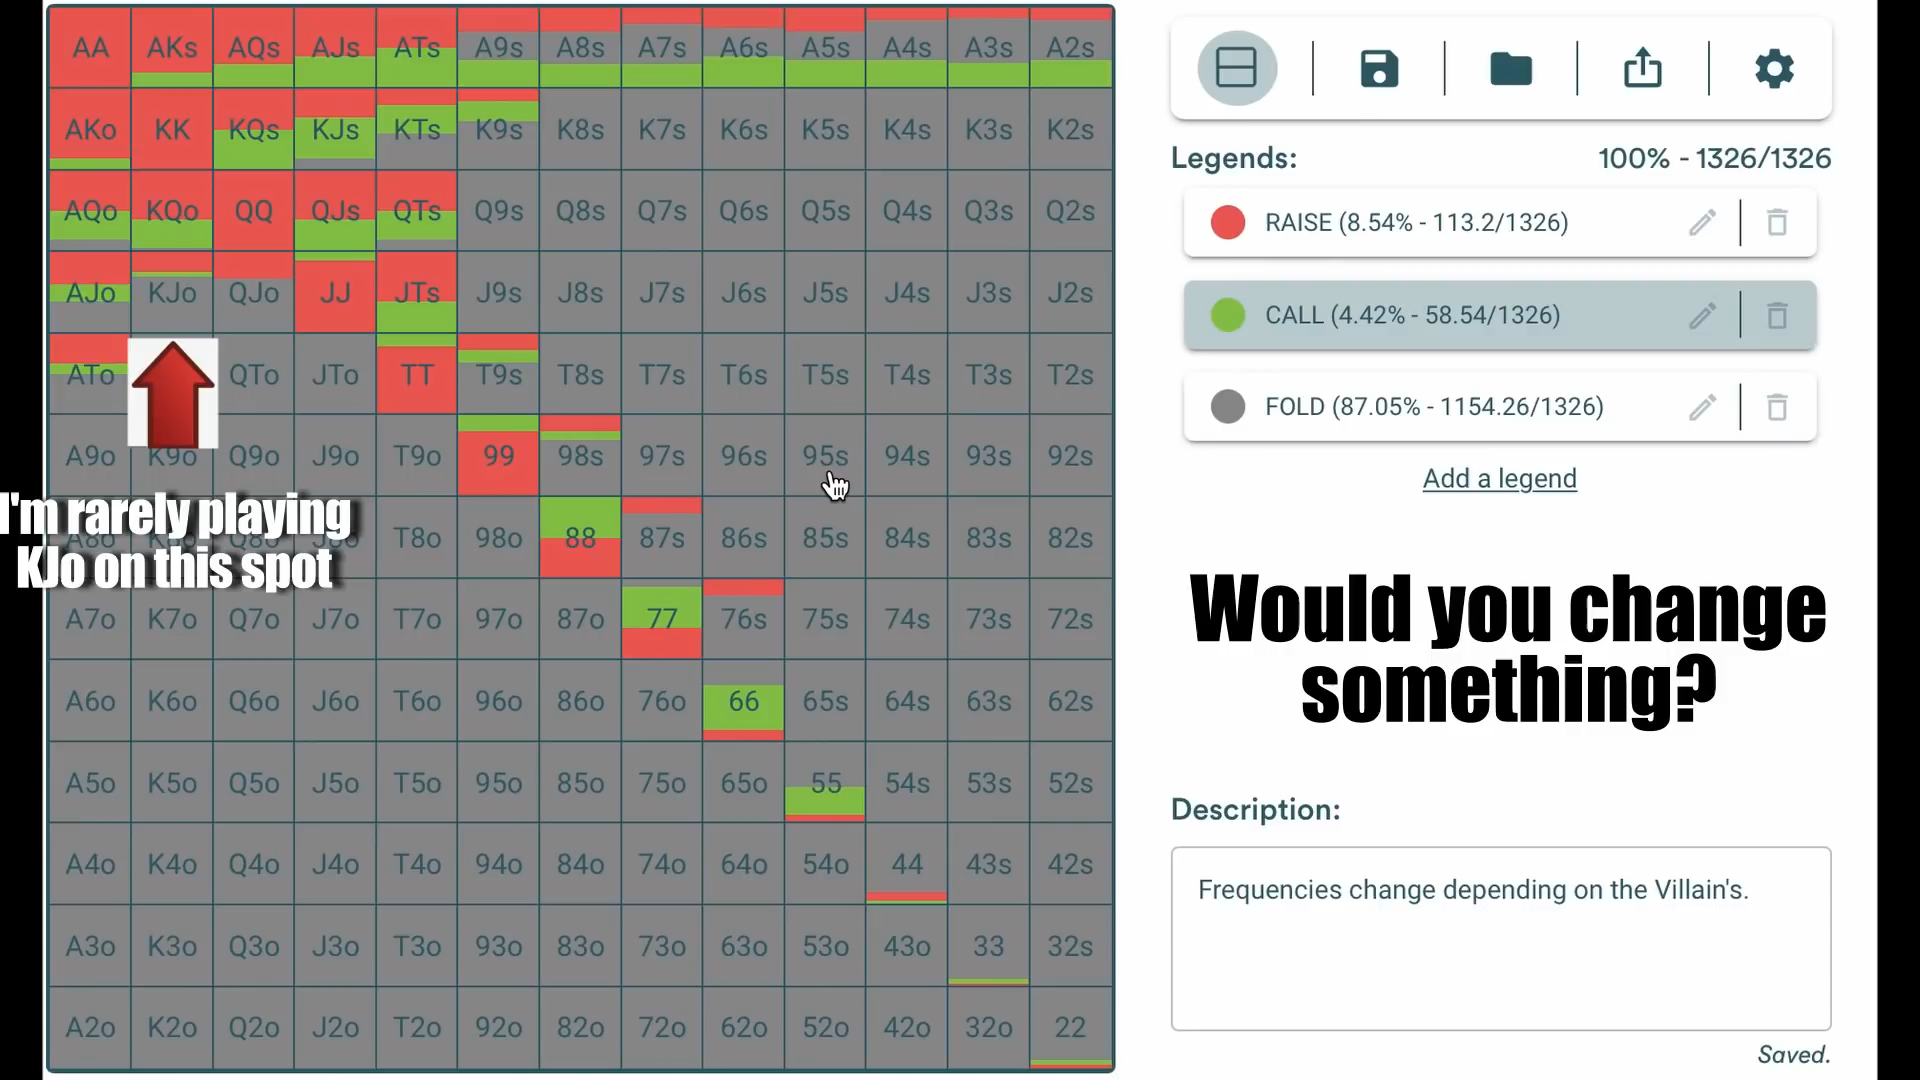 AA AKs AQs AJs ATs A9s A8s A7s A6s A5s A4s A3s A2s
AKo KK KQs KJs KTs K9s K8s K7s K6s K5s K4s K3s K2s
AQo KQo QQ QJs QTs Q9s Q8s Q7s Q6s Q5s Q4s Q3s Q2s
AJo KJo QJo JJ JTs J9s J8s J7s J6s J5s J4s J3s J2s
ATo QTo JTo TT T9s T8s T7s T6s T5s T4s T3s T2s
A9o K9o Q9o J9o T9o 99 98s 97s 96s 95s 94s 93s 92s
I'm rarely playing
KJo on this spot
T8o 98o 88 87s 86s 85s 84s 83s 82s
A7o K7o Q7o J7o T7o 97o 87o 77 76s 75s 74s 73s 72s
A6o K6o Q6o J6o T6o 96o 86o 76o 66 65s 64s 63s 62s
A5o K5o Q5o J5o T5o 95o 85o 75o 65o 55 54s 53s 52s
A4o K4o Q4o J4o T4o 94o 84o 74o 64o 54o 44 43s 42s
A3o K3o Q3o J3o T3o 93o 83o 73o 63o 53o 43o 33 32s
A2o K2o Q2o J2o T2o 92o 82o 72o 62o 52o 42o 32o 22
Legends: 100% - 1326/1326
RAISE (8.54% - 113.2/1326)
CALL (4.42% - 58.54/1326)
FOLD (87.05% - 1154.26/1326)
Add a legend
Would you change
something?
Description:
Frequencies change depending on the Villain's.
Saved.